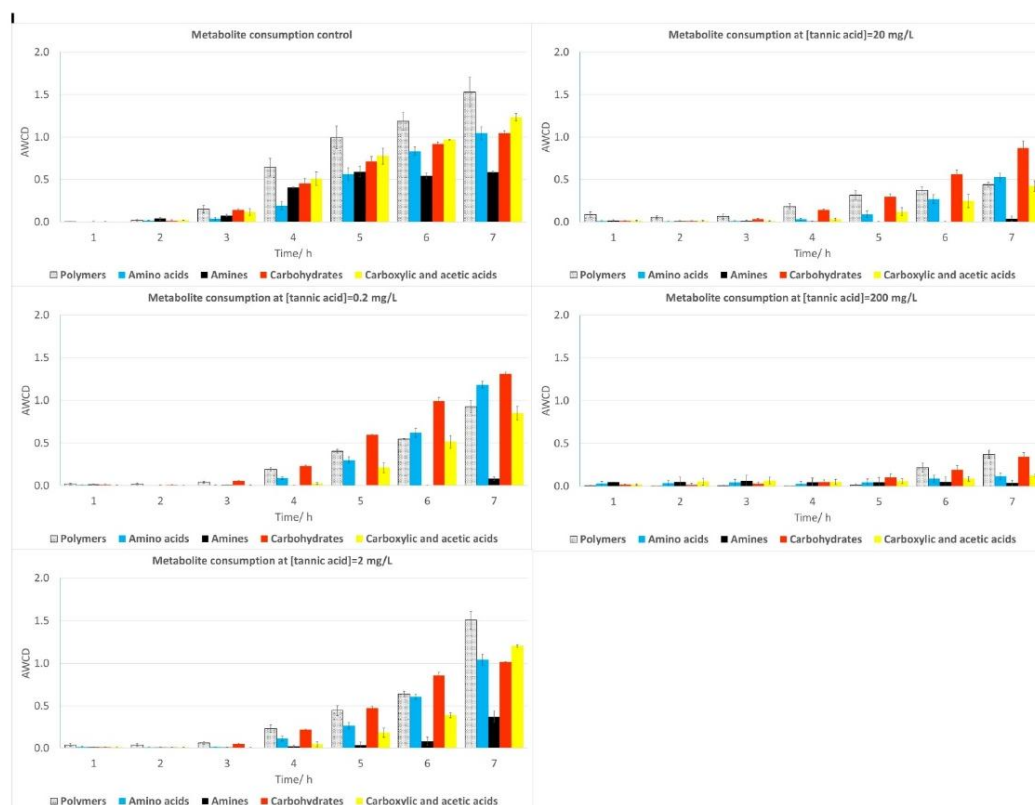 I
Metabolite consumption control
2.0
1.5
1.0
0.5
0.0
AWCD
1 2 3 4 5 6 7
Time/ h
Polymers Amino acids Amines Carbohydrates Carboxylic and acetic acids
Metabolite consumption at [tannic acid]=20 mg/L
2.0
1.5
1.0
0.5
0.0
AWCD
1 2 3 4 5 6 7
Time/ h
Polymers Amino acids Amines Carbohydrates Carboxylic and acetic acids
Metabolite consumption at [tannic acid]=0.2 mg/L
2.0
1.5
1.0
0.5
0.0
AWCD
1 2 3 4 5 6 7
Time/ h
Polymers Amino acids Amines Carbohydrates Carboxylic and acetic acids
Metabolite consumption at [tannic acid]=200 mg/L
2.0
1.5
1.0
0.5
0.0
AWCD
1 2 3 4 5 6 7
Time/ h
Polymers Amino acids Amines Carbohydrates Carboxylic and acetic acids
Metabolite consumption at [tannic acid]=2 mg/L
2.0
1.5
1.0
0.5
0.0
AWCD
1 2 3 4 5 6 7
Time/ h
Polymers Amino acids Amines Carbohydrates Carboxylic and acetic acids